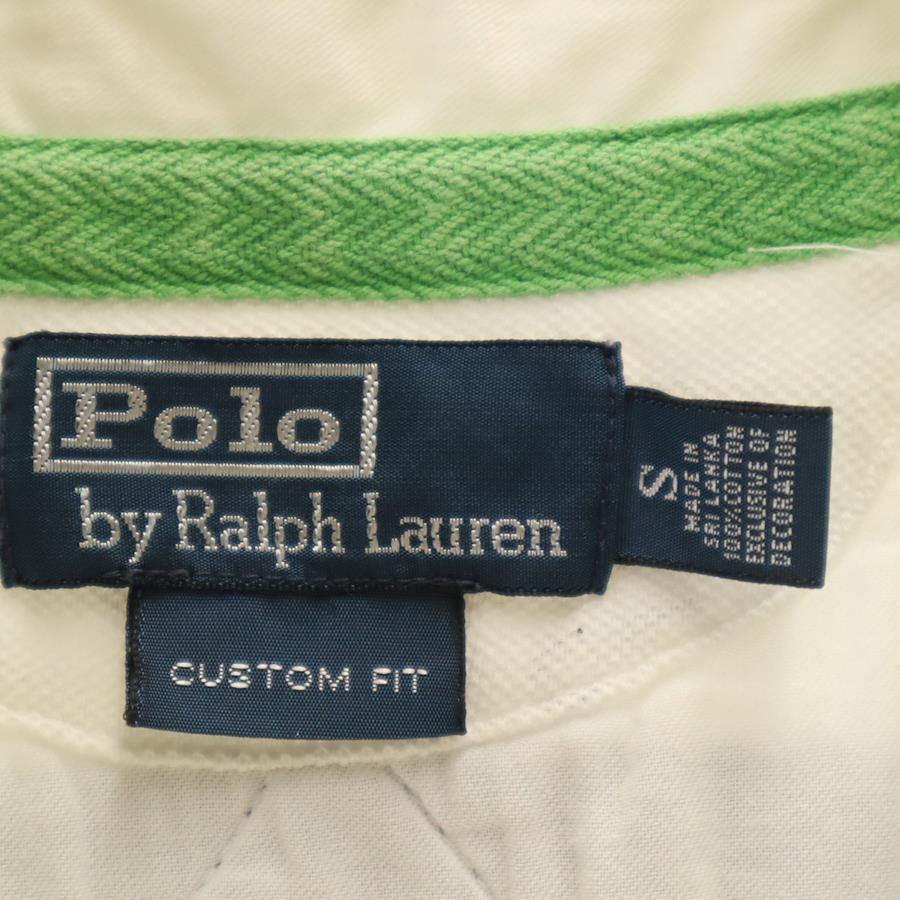 Polo
by Ralph Lauren
S
MADE IN
SRI LANKA
100%COTTON
EXCLUSIVE OF
DECORATION
CUSTOM FIT